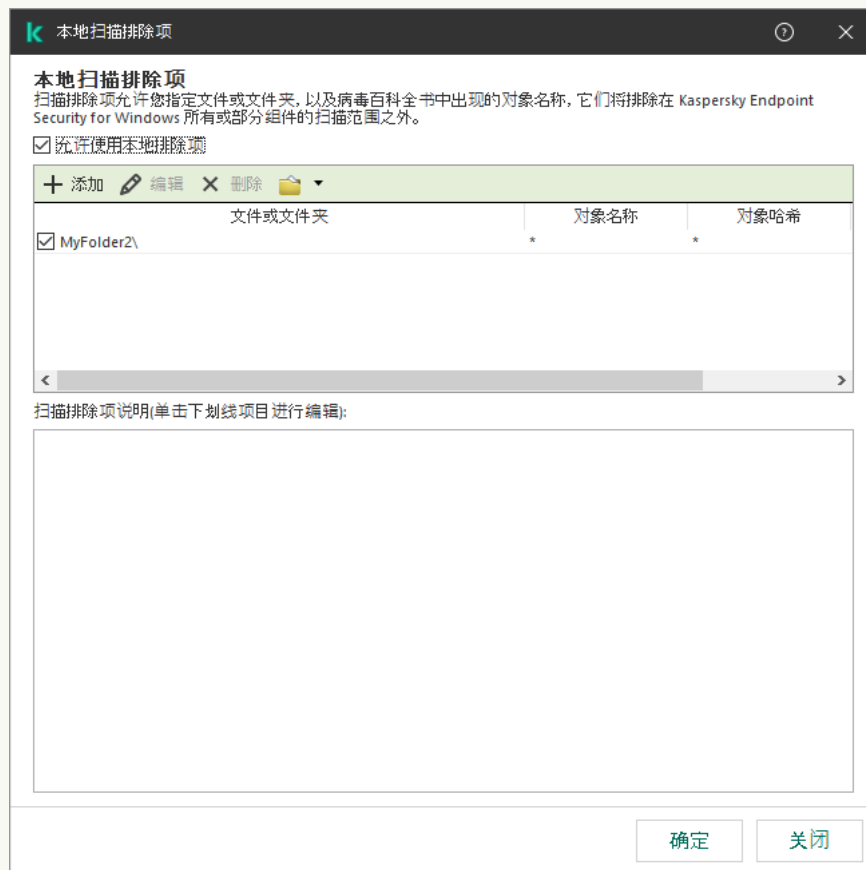 本地扫描排除项
本地扫描排除项
扫描排除项允许您指定文件或文件夹, 以及病毒百科全书中出现的对象名称, 它们将排除在 Kaspersky Endpoint
Security for Windows 所有或部分组件的扫描范围之外。
允许使用本地排除项
添加 编辑 删除
文件或文件夹 对象名称 对象哈希
MyFolder2\ * *
扫描排除项说明(单击下划线项目进行编辑):
确定 关闭